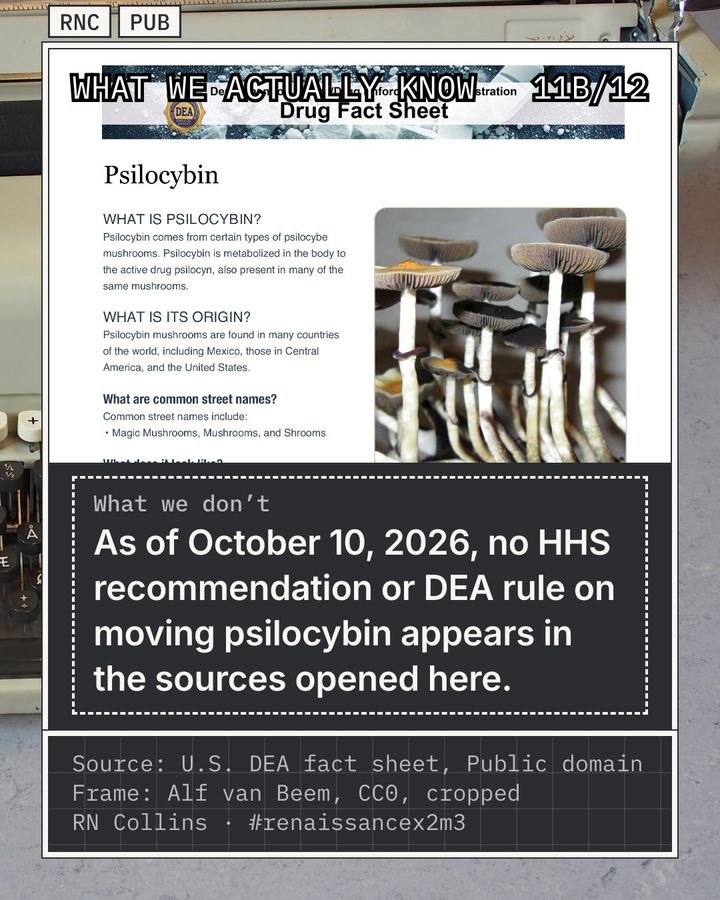 RNC PUB
WHAT WE ACTUALLY KNOW 11B/12
Drug Fact Sheet
DEA
Psilocybin
WHAT IS PSILOCYBIN?
Psilocybin comes from certain types of psilocybe
mushrooms. Psilocybin is metabolized in the body to
the active drug psilocyn, also present in many of the
same mushrooms.
WHAT IS ITS ORIGIN?
Psilocybin mushrooms are found in many countries
of the world, including Mexico, those in Central
America, and the United States.
What are common street names?
Common street names include:
• Magic Mushrooms, Mushrooms, and Shrooms
What does it look like?
What we don’t
As of October 10, 2026, no HHS
recommendation or DEA rule on
moving psilocybin appears in
the sources opened here.
Source: U.S. DEA fact sheet, Public domain
Frame: Alf van Beem, CC0, cropped
RN Collins · #renaissancex2m3
+
Å
Æ
+